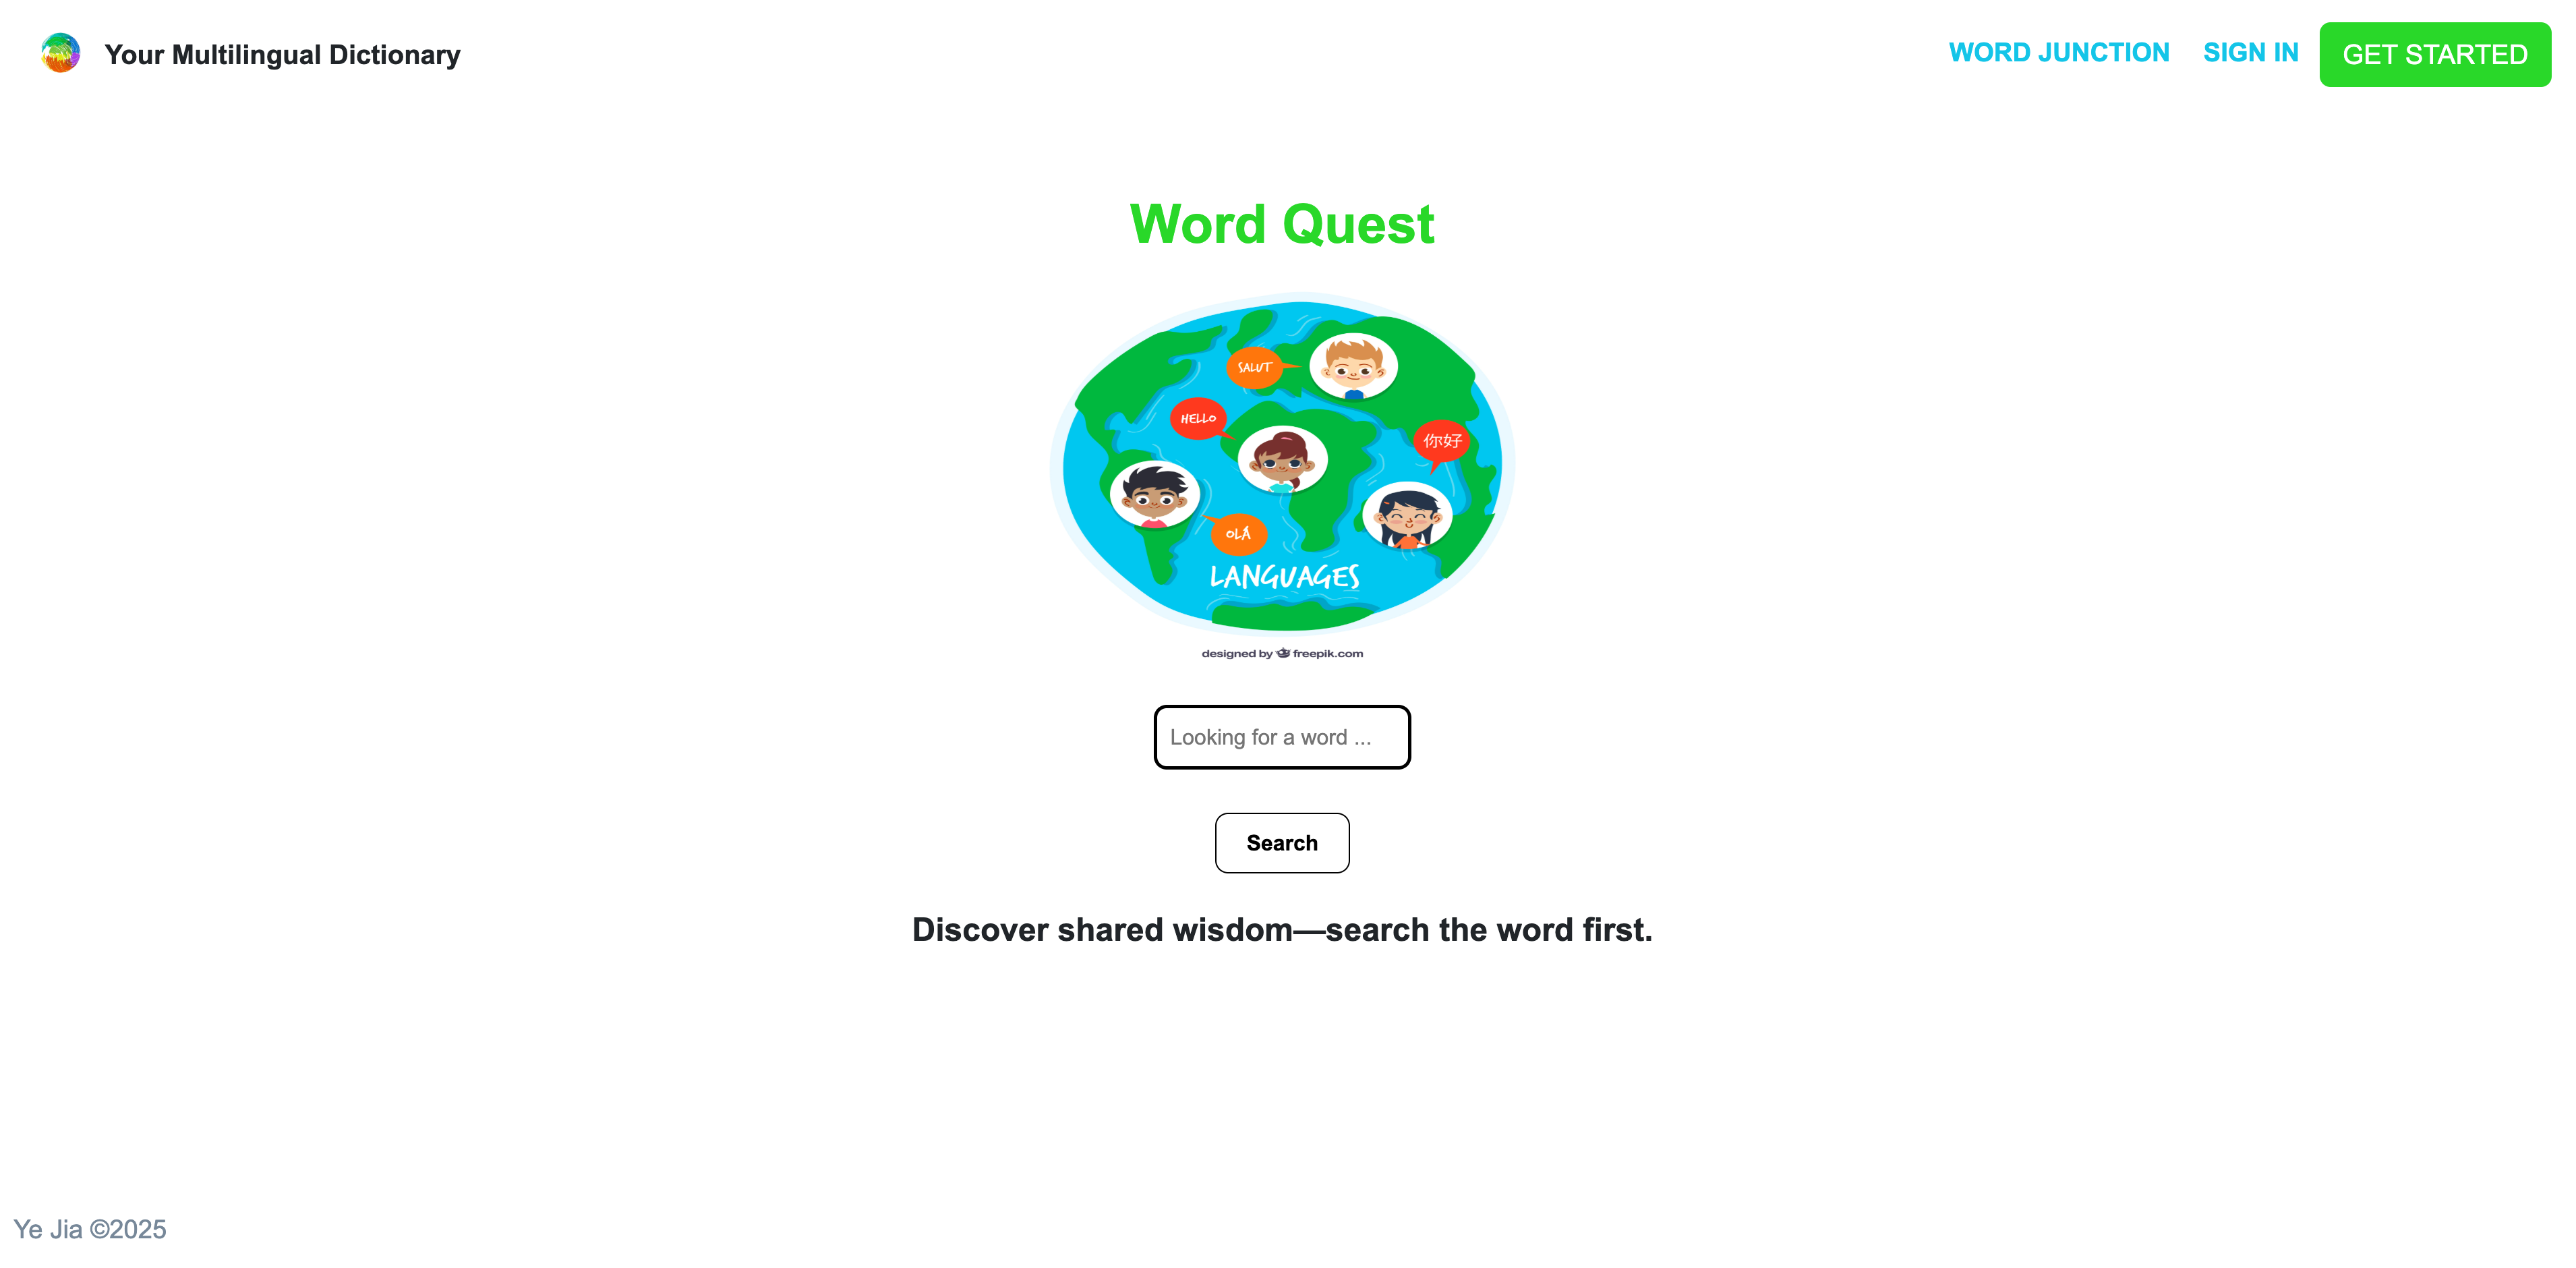 Your Multilingual Dictionary
WORD JUNCTION
SIGN IN
GET STARTED
Word Quest
SALUT
HELLO
你好
OLÁ
LANGUAGES
designed by freepik.com
Looking for a word ...
Search
Discover shared wisdom—search the word first.
Ye Jia ©2025